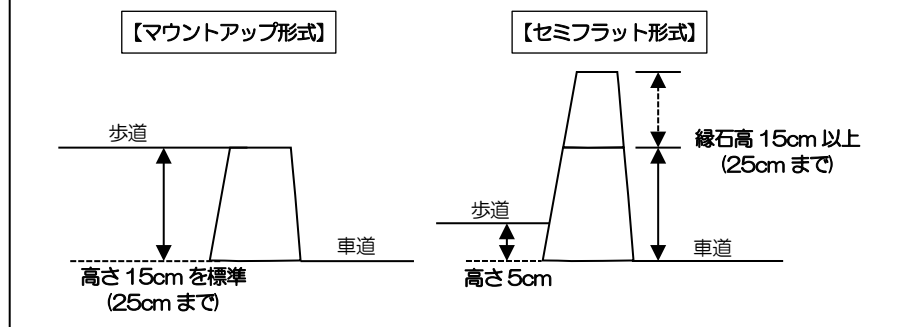 【マウントアップ形式】
歩道
車道
高さ 15cm を標準
(25cm まで)
【セミフラット形式】
縁石高 15cm 以上
(25cm まで)
歩道
車道
高さ 5cm